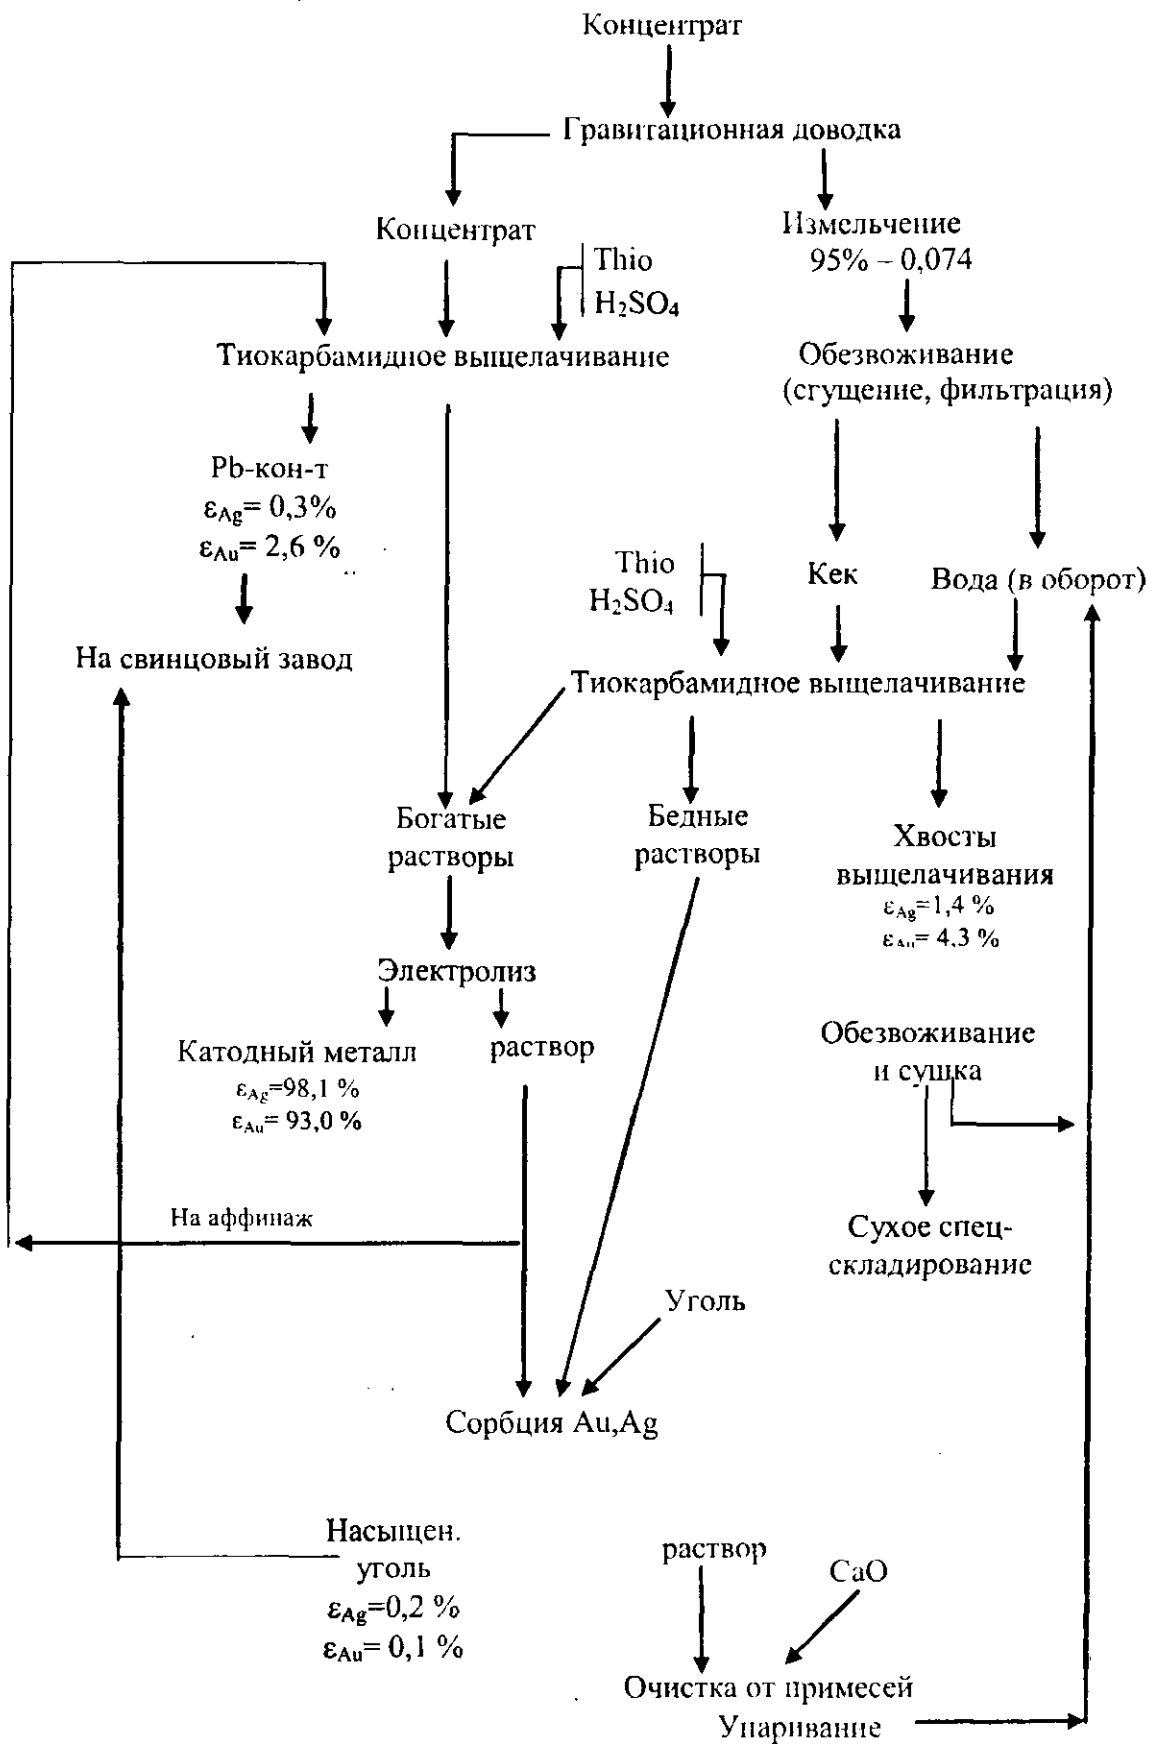 Концентрат
Гравитационная доводка
Концентрат
Измельчение
95% – 0,074
Thio
H₂SO₄
Тиокарбамидное выщелачивание
Обезвоживание
(сгущение, фильтрация)
Pb-кон-т
εAg= 0,3%
εAu= 2,6 %
Thio
H₂SO₄
Кек
Вода (в оборот)
На свинцовый завод
Тиокарбамидное выщелачивание
Богатые
растворы
Бедные
растворы
Хвосты
выщелачивания
εAg=1,4 %
εAu= 4,3 %
Электролиз
Катодный металл
εAg=98,1 %
εAu= 93,0 %
раствор
Обезвоживание
и сушка
На аффинаж
Сухое спец-
складирование
Уголь
Сорбция Au,Ag
Насыщен.
уголь
εAg=0,2 %
εAu= 0,1 %
раствор
CaO
Очистка от примесей
Упаривание